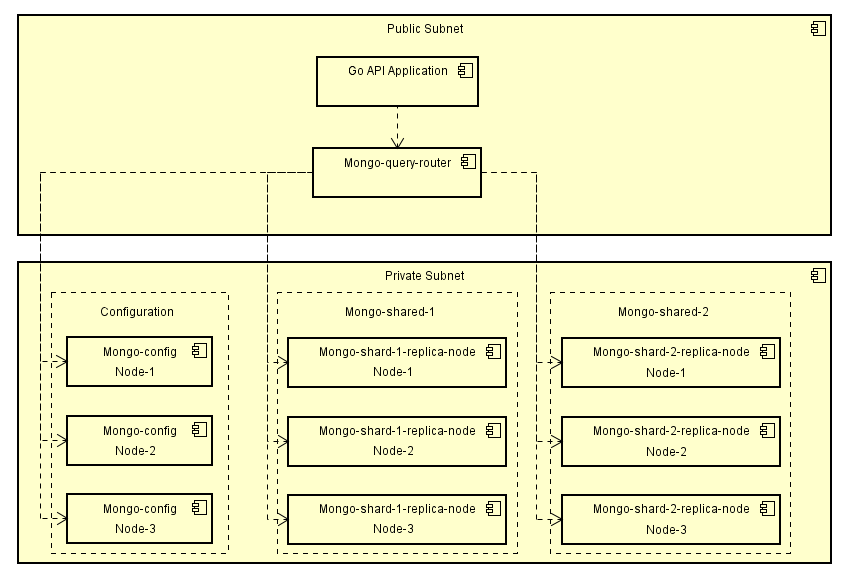 Public Subnet
Go API Application
Mongo-query-router
Private Subnet
Configuration
Mongo-shared-1
Mongo-shared-2
Mongo-config
Node-1
Mongo-shard-1-replica-node
Node-1
Mongo-shard-2-replica-node
Node-1
Mongo-config
Node-2
Mongo-shard-1-replica-node
Node-2
Mongo-shard-2-replica-node
Node-2
Mongo-config
Node-3
Mongo-shard-1-replica-node
Node-3
Mongo-shard-2-replica-node
Node-3